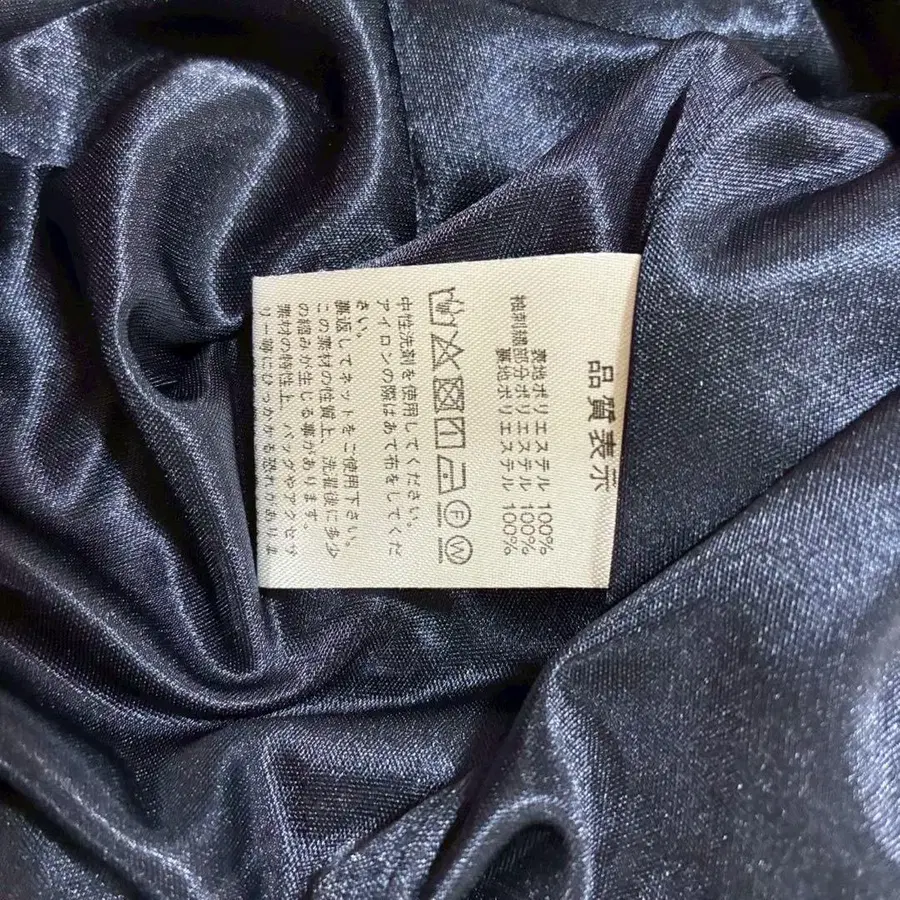 品質表示
表地ポリエステル 100%
袖刺繍部分ポリエステル 100%
裏地ポリエステル 100%
F
W
中性洗剤を使用してください。
アイロンの際はあて布をしてくだ
さい。
裏返してネットをご使用下さい。
この素材の性質上、洗濯後に多少
の縮みが生じる事があります。
素材の特性上、バックやアクセサ
リー等にひっかかる恐れがありま